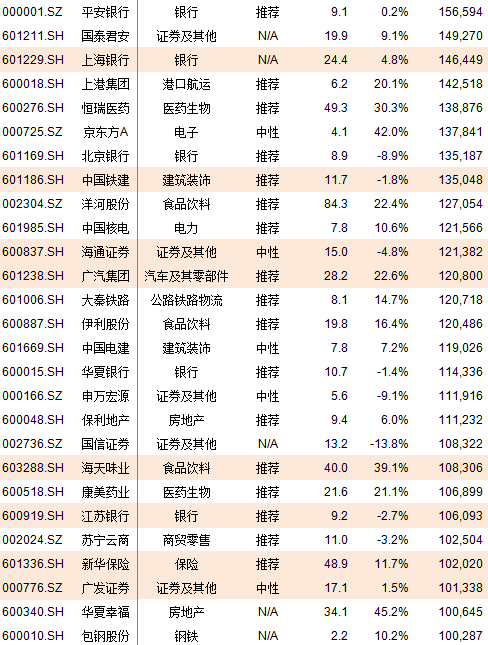 000001.SZ 平安银行 银行 推荐 9.1 0.2% 156,594
601211.SH 国泰君安 证券及其他 N/A 19.9 9.1% 149,270
601229.SH 上海银行 银行 N/A 24.4 4.8% 146,449
600018.SH 上港集团 港口航运 推荐 6.2 20.1% 142,518
600276.SH 恒瑞医药 医药生物 推荐 49.3 30.3% 138,876
000725.SZ 京东方A 电子 中性 4.1 42.0% 137,841
601169.SH 北京银行 银行 推荐 8.9 -8.9% 135,187
601186.SH 中国铁建 建筑装饰 推荐 11.7 -1.8% 135,048
002304.SZ 洋河股份 食品饮料 推荐 84.3 22.4% 127,054
601985.SH 中国核电 电力 推荐 7.8 10.6% 121,566
600837.SH 海通证券 证券及其他 中性 15.0 -4.8% 121,382
601238.SH 广汽集团 汽车及其零部件 推荐 28.2 22.6% 120,800
601006.SH 大秦铁路 公路铁路物流 推荐 8.1 14.7% 120,718
600887.SH 伊利股份 食品饮料 推荐 19.8 16.4% 120,486
601669.SH 中国电建 建筑装饰 中性 7.8 7.2% 119,026
600015.SH 华夏银行 银行 推荐 10.7 -1.4% 114,336
000166.SZ 申万宏源 证券及其他 中性 5.6 -9.1% 111,916
600048.SH 保利地产 房地产 推荐 9.4 6.0% 111,232
002736.SZ 国信证券 证券及其他 N/A 13.2 -13.8% 108,322
603288.SH 海天味业 食品饮料 推荐 40.0 39.1% 108,306
600518.SH 康美药业 医药生物 推荐 21.6 21.1% 106,899
600919.SH 江苏银行 银行 推荐 9.2 -2.7% 106,093
002024.SZ 苏宁云商 商贸零售 推荐 11.0 -3.2% 102,504
601336.SH 新华保险 保险 推荐 48.9 11.7% 102,020
000776.SZ 广发证券 证券及其他 中性 17.1 1.5% 101,338
600340.SH 华夏幸福 房地产 N/A 34.1 45.2% 100,645
600010.SH 包钢股份 钢铁 N/A 2.2 10.2% 100,287